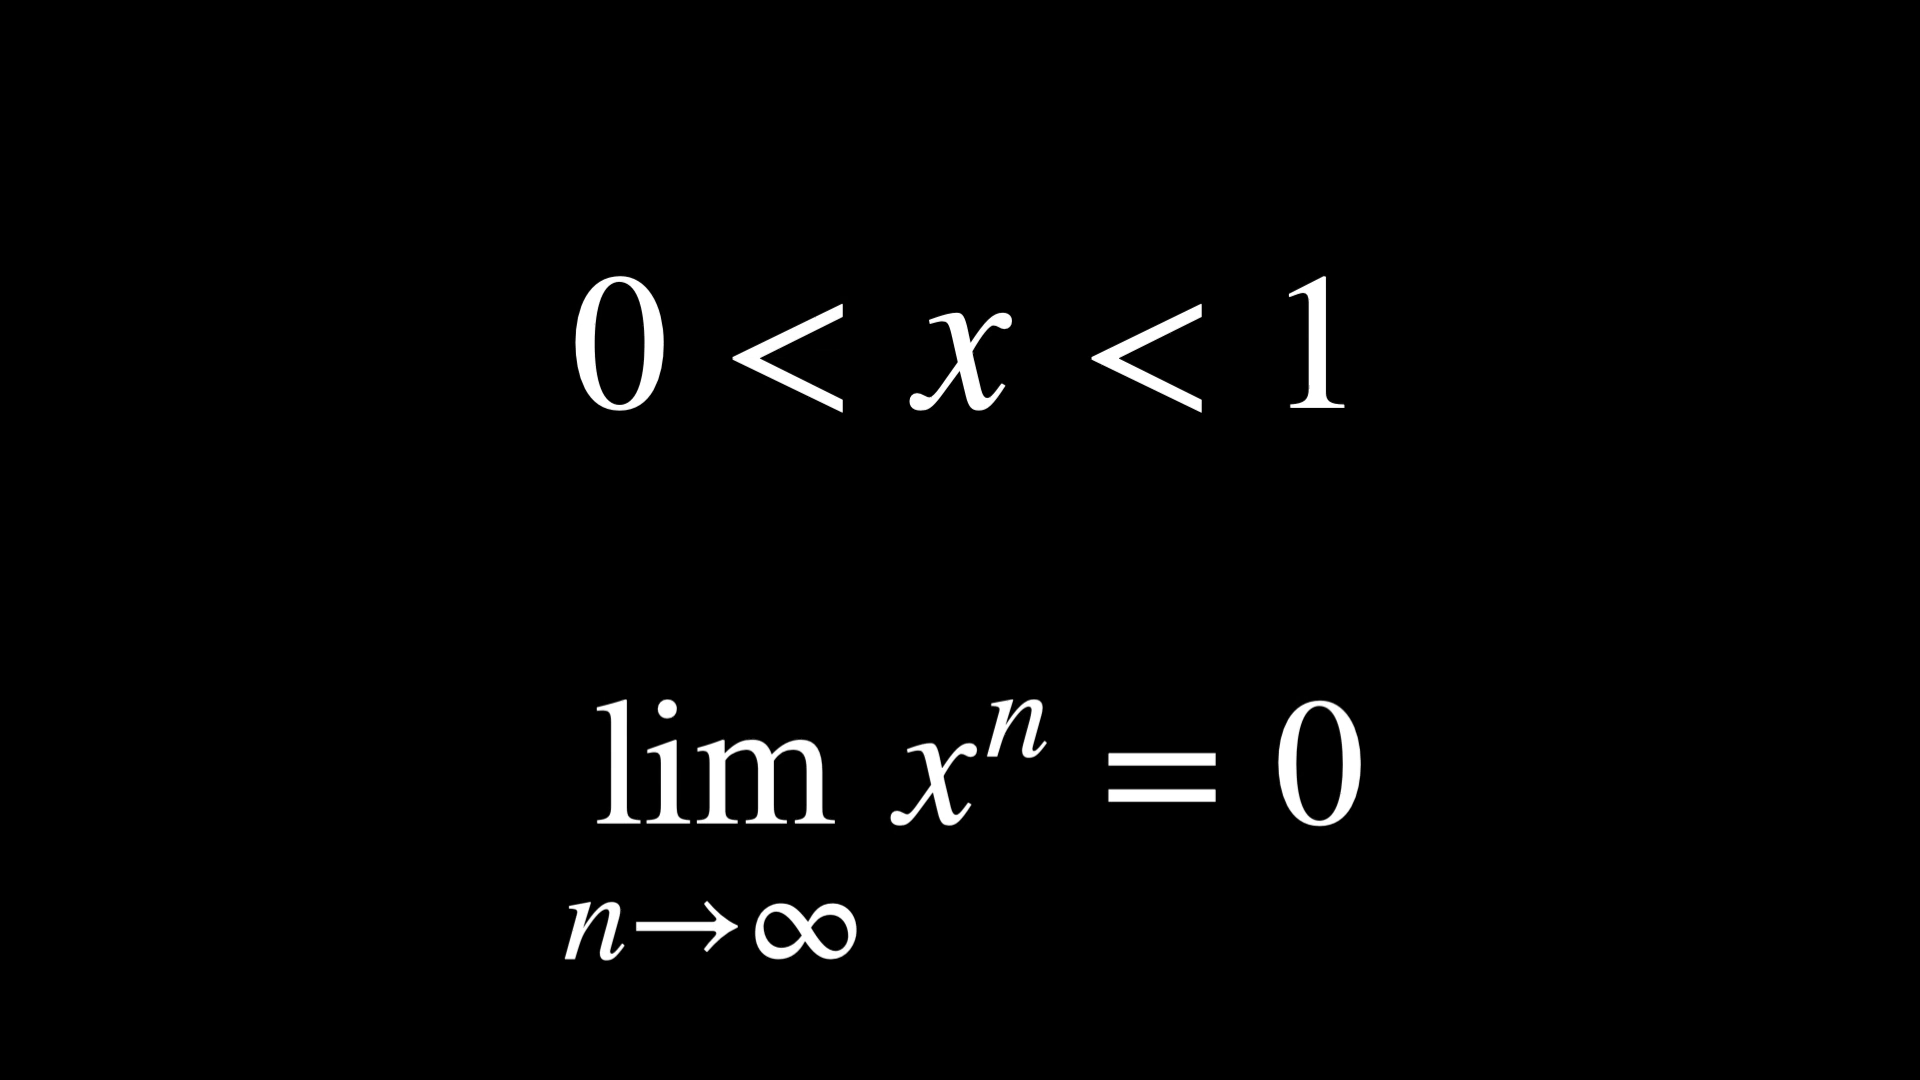 0 < x < 1
lim xⁿ = 0
n→∞